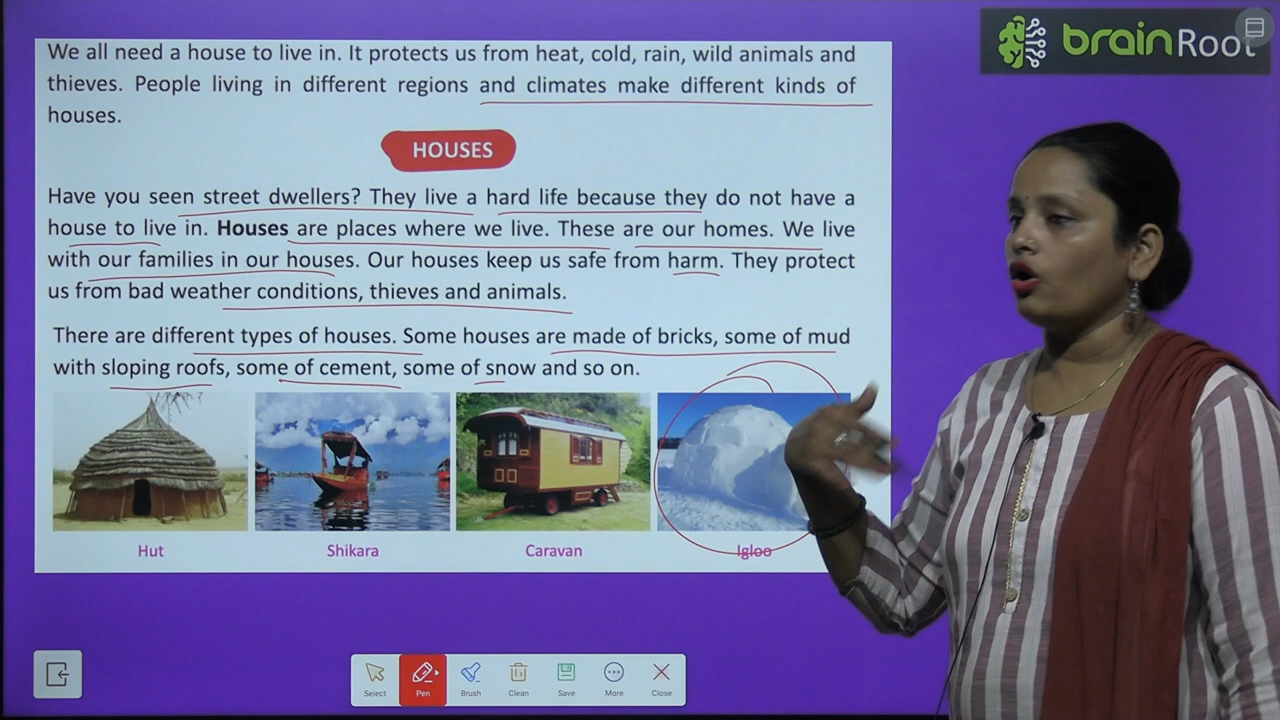 We all need a house to live in. It protects us from heat, cold, rain, wild animals and
thieves. People living in different regions and climates make different kinds of
houses.
HOUSES
Have you seen street dwellers? They live a hard life because they do not have a
house to live in. Houses are places where we live. These are our homes. We live
with our families in our houses. Our houses keep us safe from harm. They protect
us from bad weather conditions, thieves and animals.
There are different types of houses. Some houses are made of bricks, some of mud
with sloping roofs, some of cement, some of snow and so on.
Hut
Shikara
Caravan
Igloo
brainRoot
Select
Pen
Brush
Clean
Save
More
Close